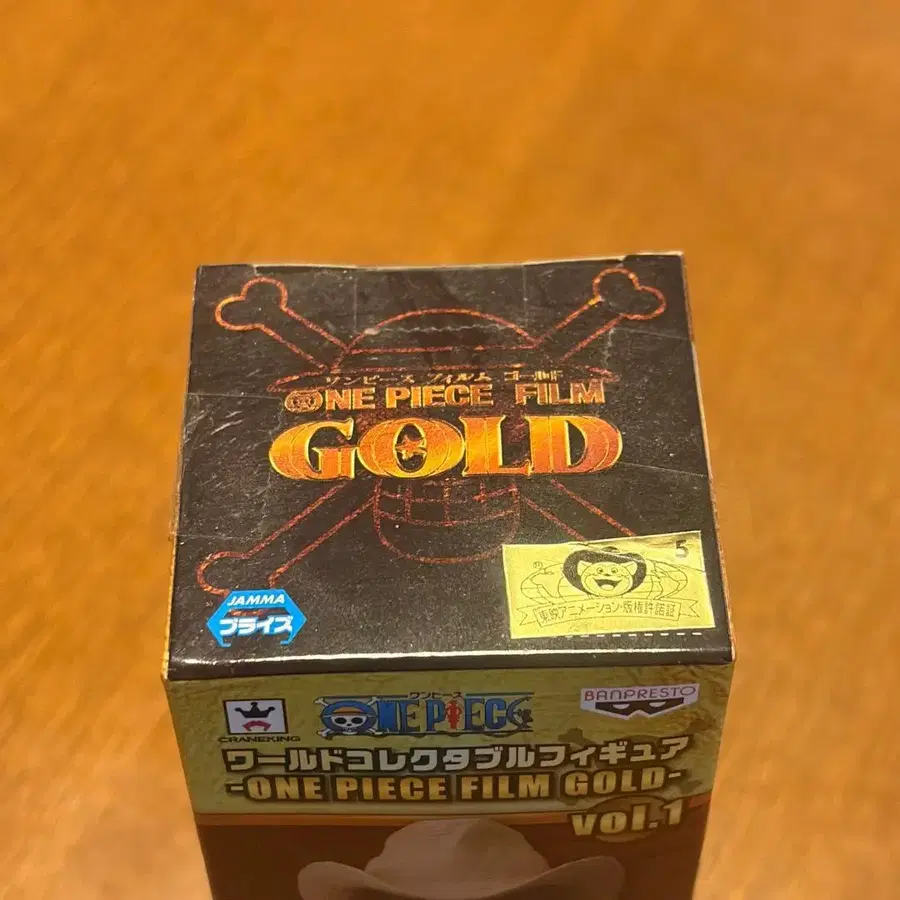 ワンピース フィルム ゴールド
ONE PIECE FILM
GOLD
5
東映アニメーション・版権許諾証
JAMMA
プライズ
CRANEKING
ワンピース
ONE PIECE
BANPRESTO
ワールドコレクタブルフィギュア
-ONE PIECE FILM GOLD-
vol.1